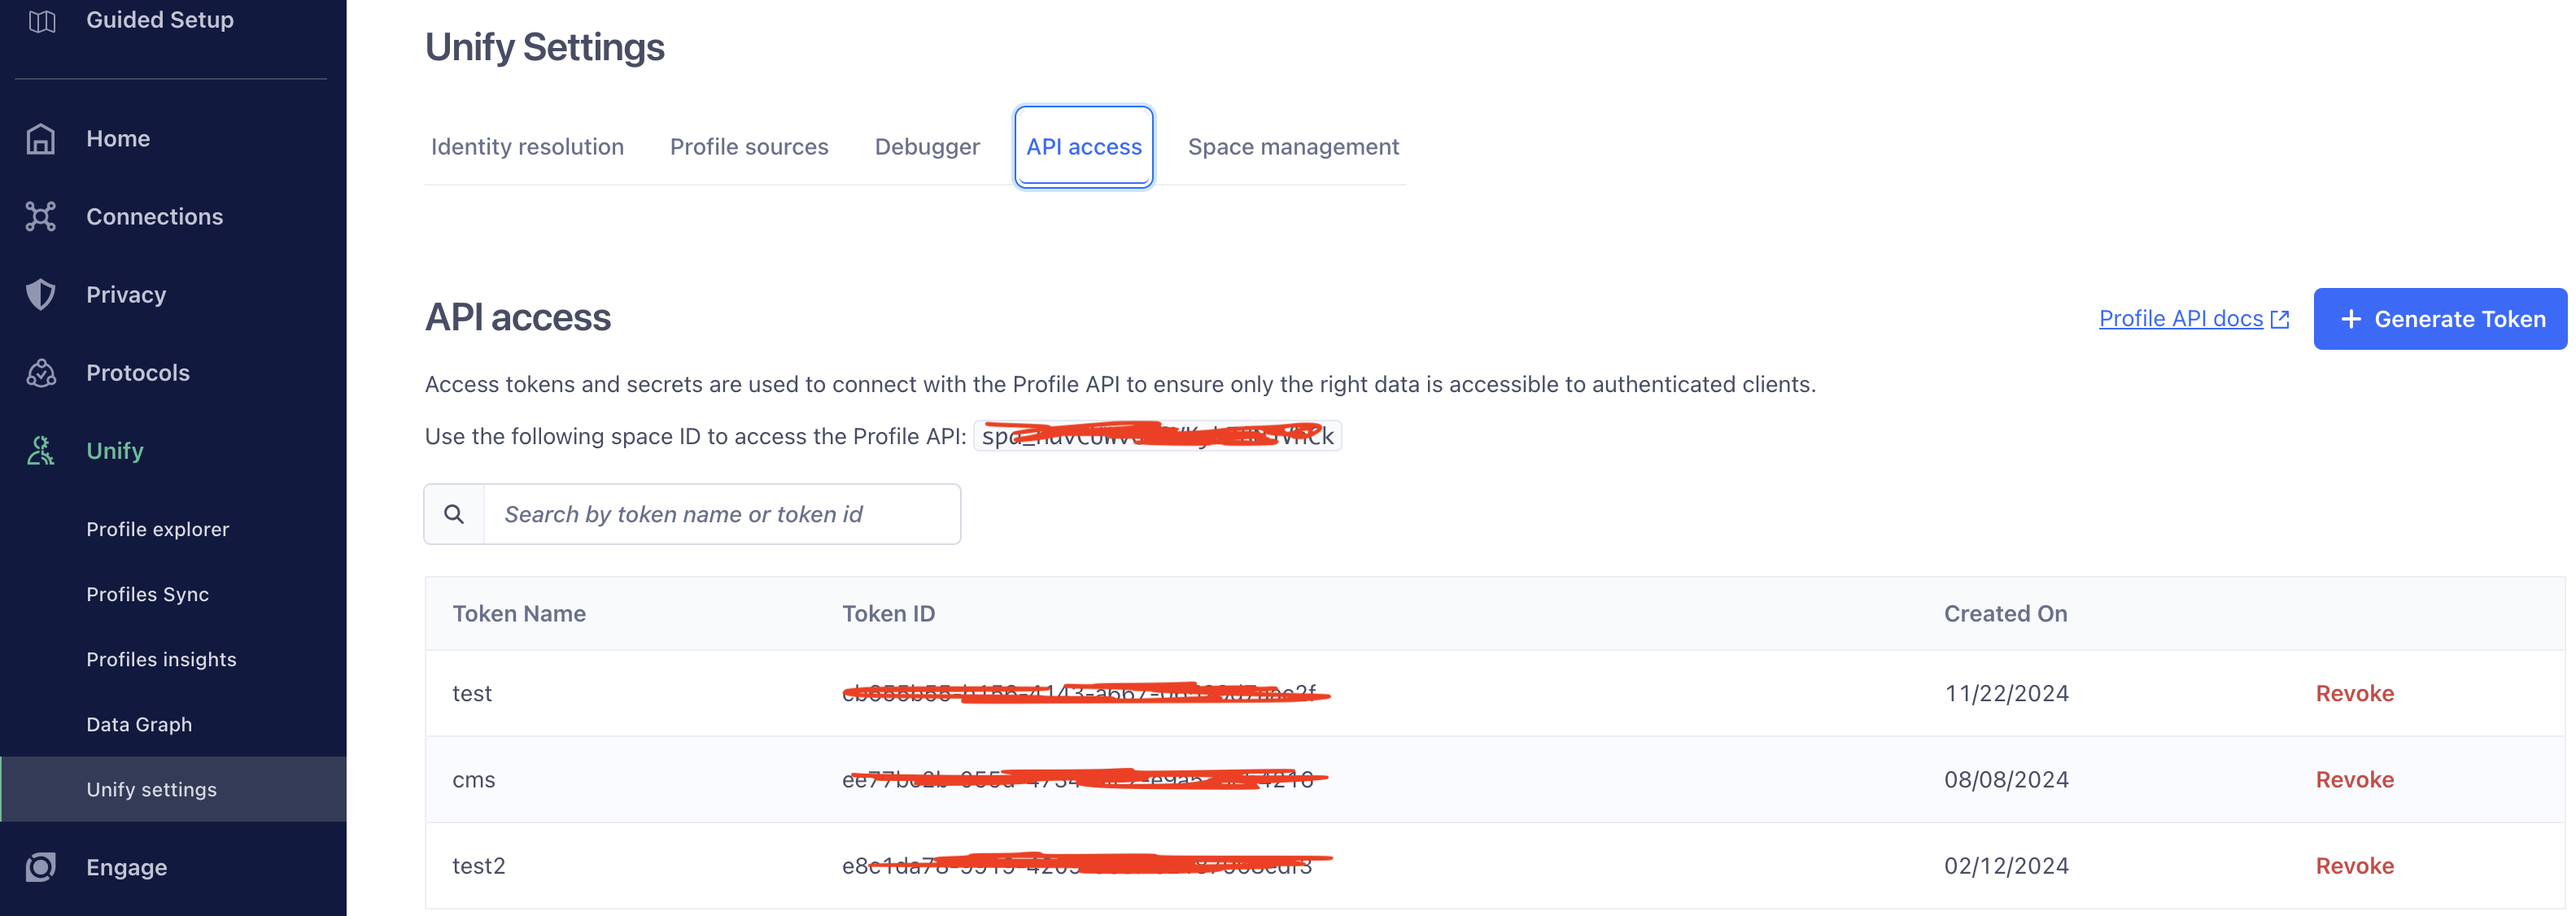 Guided Setup
Home
Connections
Privacy
Protocols
Unify
Profile explorer
Profiles Sync
Profiles insights
Data Graph
Unify settings
Engage
Unify Settings
Identity resolution Profile sources Debugger API access Space management
API access
Profile API docs
+ Generate Token
Access tokens and secrets are used to connect with the Profile API to ensure only the right data is accessible to authenticated clients.
Use the following space ID to access the Profile API:
Search by token name or token id
Token Name Token ID Created On
test 11/22/2024 Revoke
cms 08/08/2024 Revoke
test2 02/12/2024 Revoke